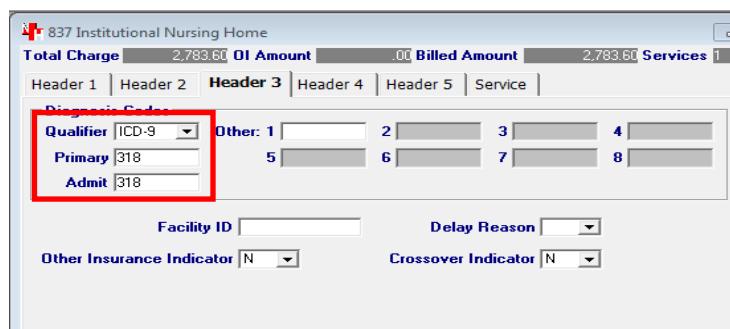 837 Institutional Nursing Home
Total Charge 2,783.60 OI Amount .00 Billed Amount 2,783.60 Services 1
Header 1 Header 2 Header 3 Header 4 Header 5 Service
Diagnosis Codes
Qualifier ICD-9 Other: 1 2 3 4
Primary 318 5 6 7 8
Admit 318
Facility ID Delay Reason
Other Insurance Indicator N Crossover Indicator N